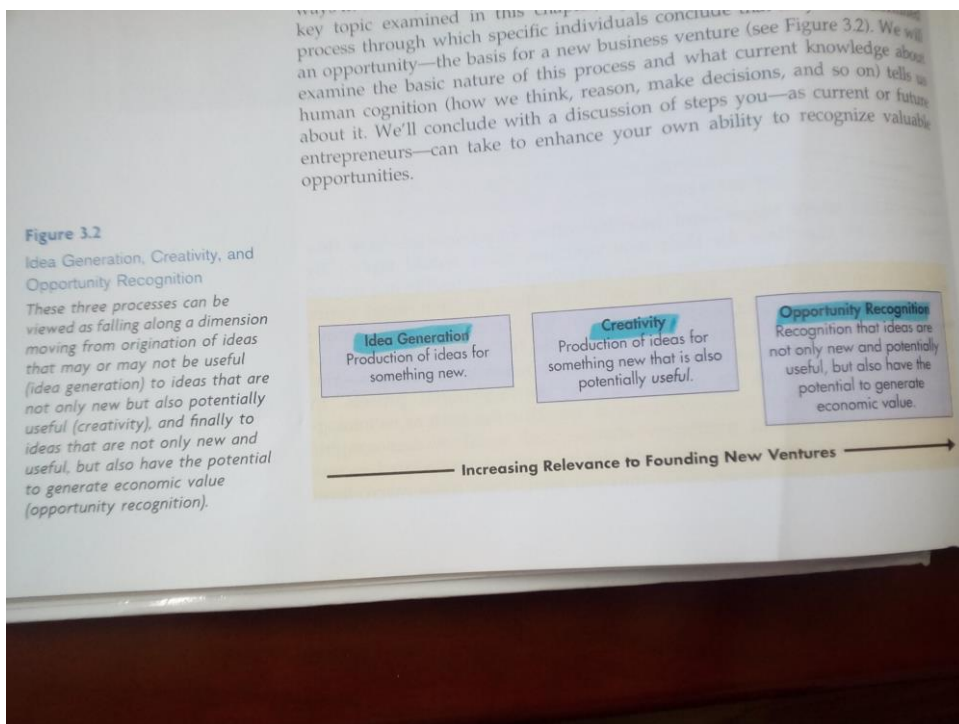 key topic examined in this
process through which specific individuals conclude
an opportunity—the basis for a new business venture (see Figure 3.2). We will
examine the basic nature of this process and what current knowledge about
human cognition (how we think, reason, make decisions, and so on) tells us
about it. We'll conclude with a discussion of steps you—as current or future
entrepreneurs—can take to enhance your own ability to recognize valuable
opportunities.
Figure 3.2
Idea Generation, Creativity, and
Opportunity Recognition
These three processes can be
viewed as falling along a dimension
moving from origination of ideas
that may or may not be useful
(idea generation) to ideas that are
not only new but also potentially
useful (creativity), and finally to
ideas that are not only new and
useful, but also have the potential
to generate economic value
(opportunity recognition).
Idea Generation
Production of ideas for
something new.
Creativity
Production of ideas for
something new that is also
potentially useful.
Opportunity Recognition
Recognition that ideas are
not only new and potentially
useful, but also have the
potential to generate
economic value.
Increasing Relevance to Founding New Ventures